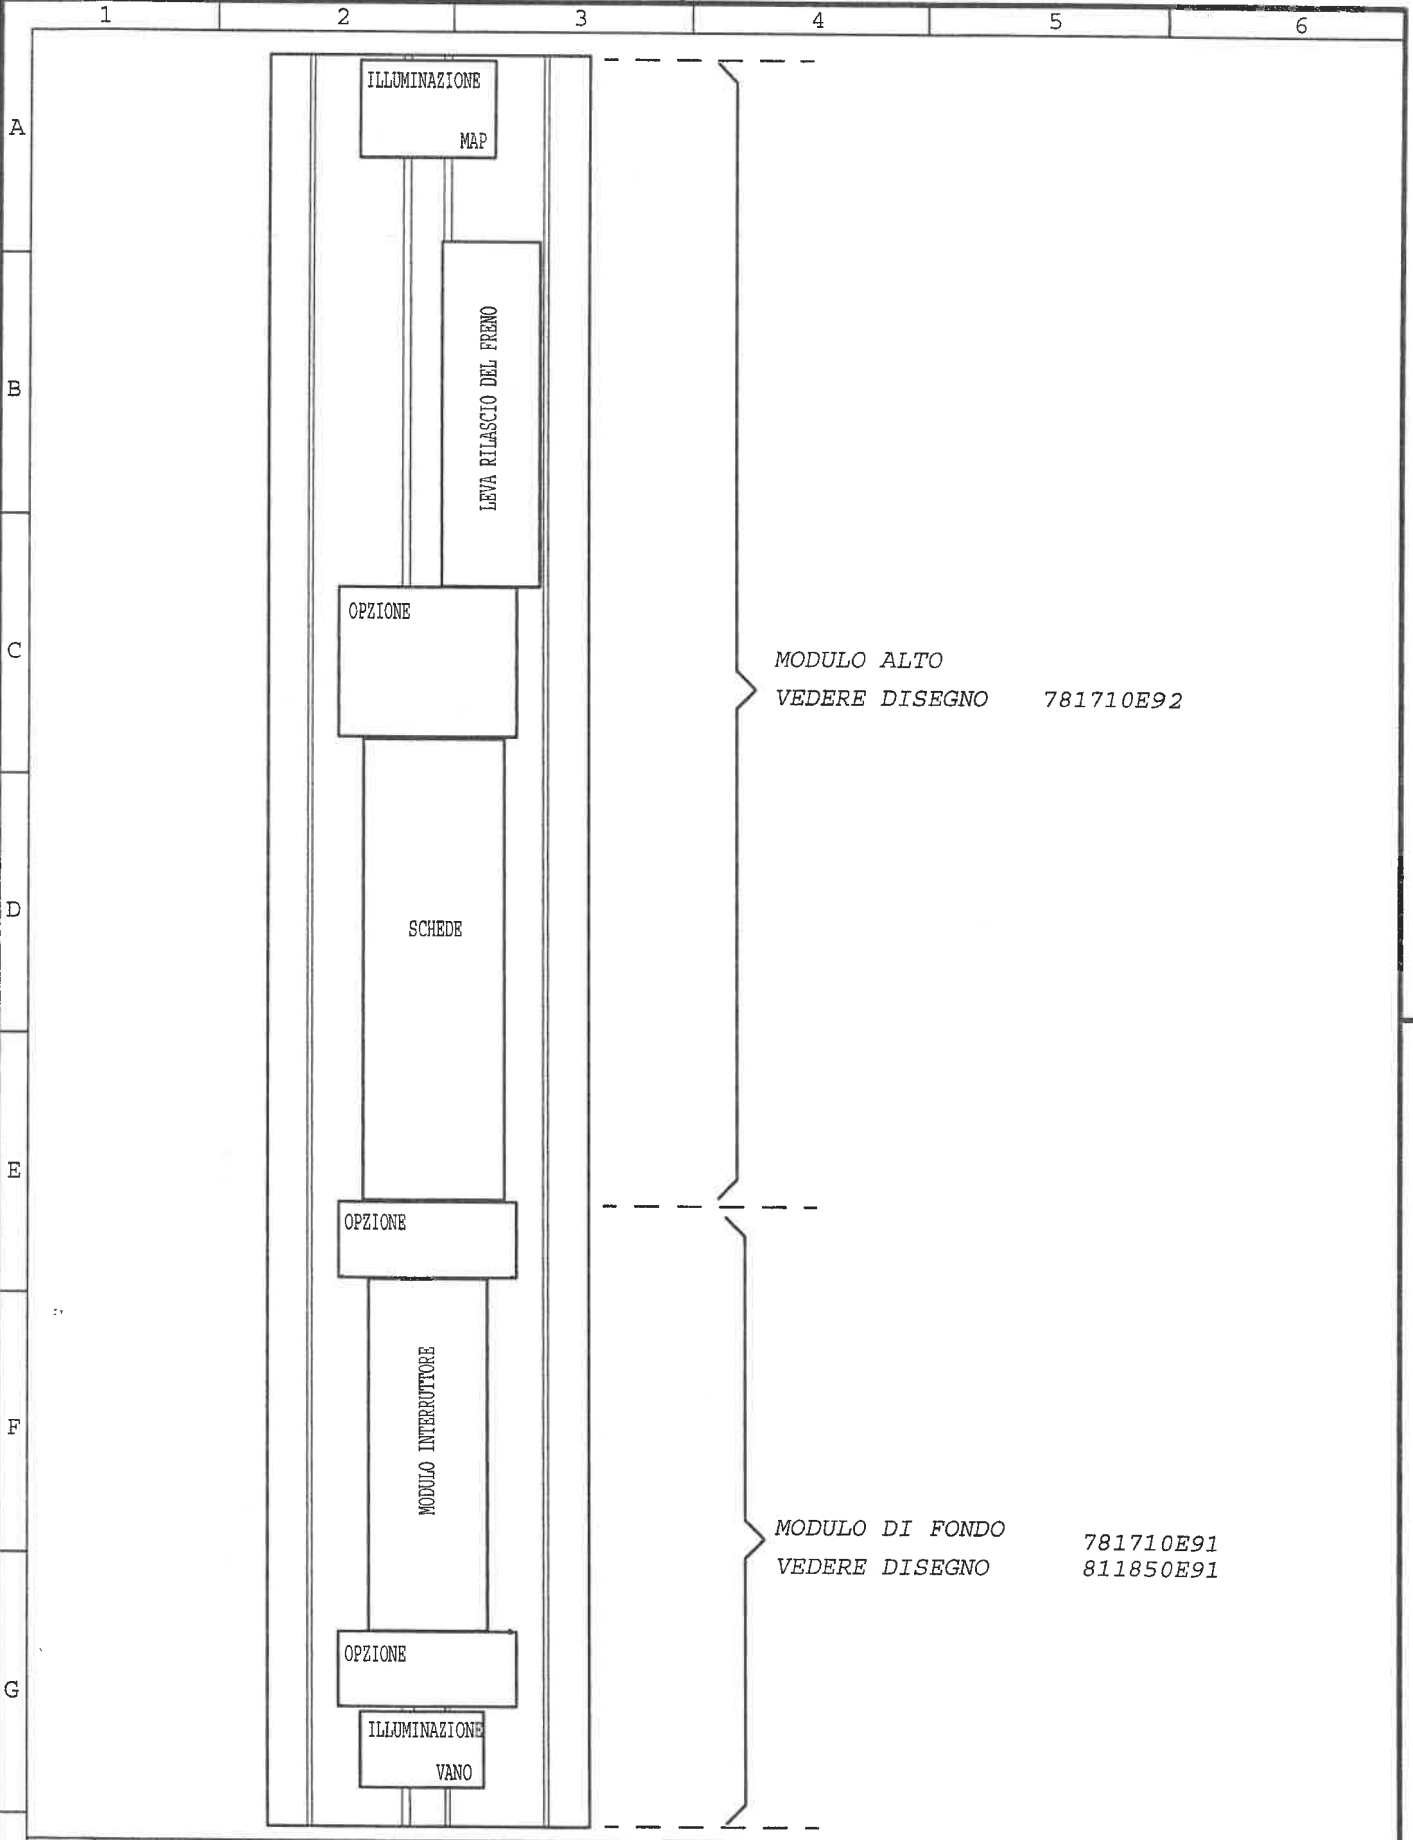 1 2 3 4 5 6
A
ILLUMINAZIONE
MAP
B
LEVA RILASCIO DEL FRENO
C
OPZIONE
MODULO ALTO
VEDERE DISEGNO 781710E92
D
SCHEDE
E
OPZIONE
F
MODULO INTERRUTTORE
MODULO DI FONDO 781710E91
VEDERE DISEGNO 811850E91
G
OPZIONE
ILLUMINAZIONE
VANO